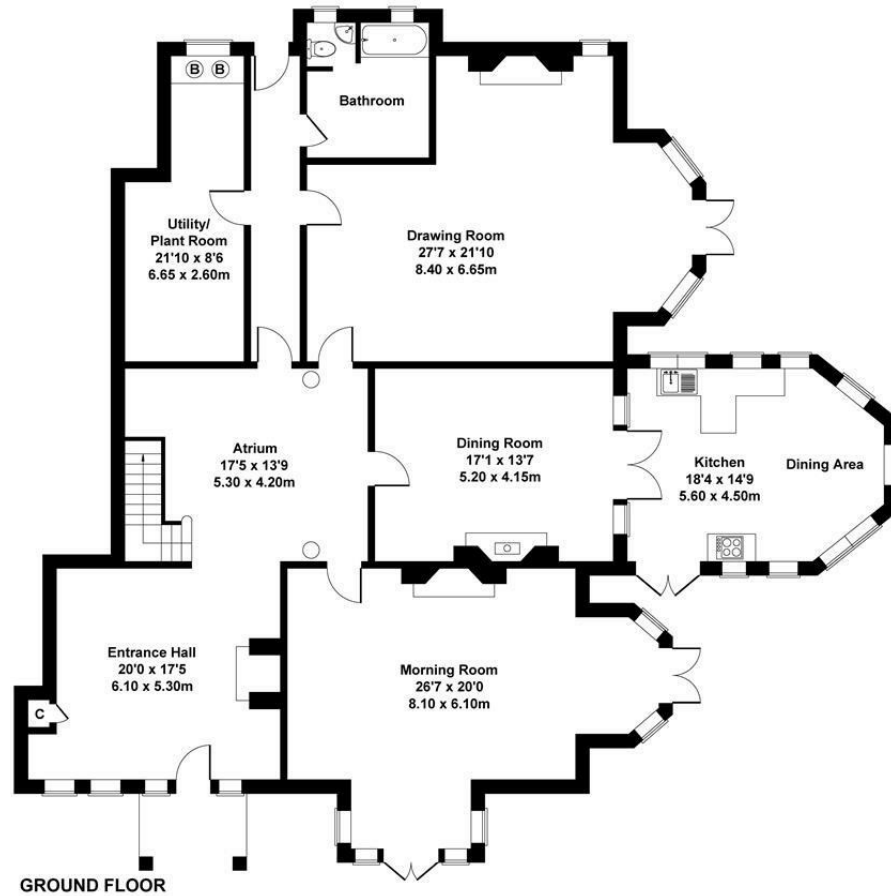 B B
Bathroom
Utility/
Plant Room
21'10 x 8'6
6.65 x 2.60m
Drawing Room
27'7 x 21'10
8.40 x 6.65m
Atrium
17'5 x 13'9
5.30 x 4.20m
Dining Room
17'1 x 13'7
5.20 x 4.15m
Kitchen
18'4 x 14'9
5.60 x 4.50m
Dining Area
Entrance Hall
20'0 x 17'5
6.10 x 5.30m
C
Morning Room
26'7 x 20'0
8.10 x 6.10m
GROUND FLOOR